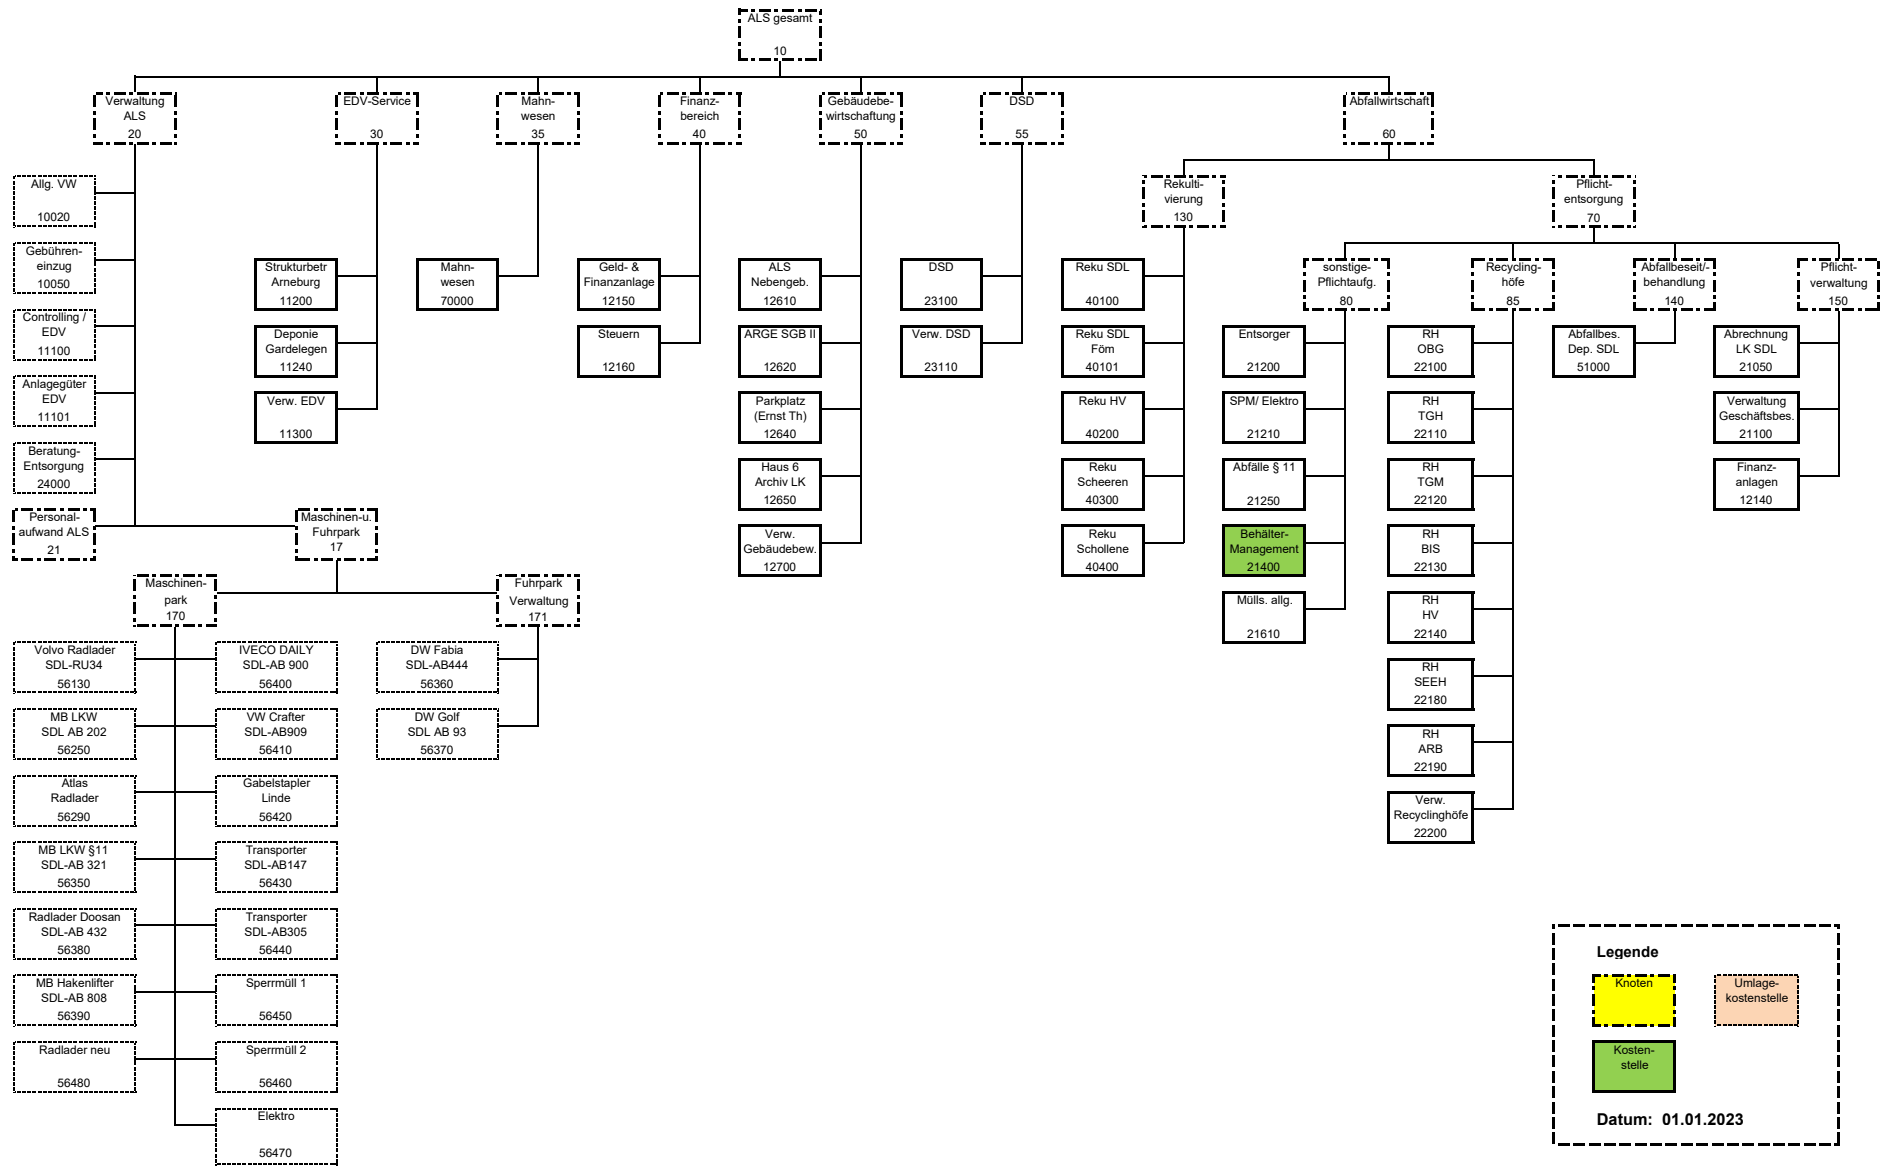 ALS gesamt
10
Verwaltung
ALS
20
EDV-Service
30
Mahn-
wesen
35
Finanz-
bereich
40
Gebäudebe-
wirtschaftung
50
DSD
55
Abfallwirtschaft
60
Rekulti-
vierung
130
Pflicht-
entsorgung
70
Allg. VW
10020
Gebühren-
einzug
10050
Controlling /
EDV
11100
Anlagegüter
EDV
11101
Beratung-
Entsorgung
24000
Personal-
aufwand ALS
21
Maschinen-u.
Fuhrpark
17
Strukturbetr
Arneburg
11200
Deponie
Gardelegen
11240
Verw. EDV
11300
Mahn-
wesen
70000
Geld- &
Finanzanlage
12150
Steuern
12160
ALS
Nebengeb.
12610
ARGE SGB II
12620
Parkplatz
(Ernst Th)
12640
Haus 6
Archiv LK
12650
Verw.
Gebäudebew.
12700
DSD
23100
Verw. DSD
23110
Reku SDL
40100
Reku SDL
Föm
40101
Reku HV
40200
Reku
Scheeren
40300
Reku
Schollene
40400
sonstige-
Pflichtaufg.
80
Recycling-
höfe
85
Abfallbeseit/-
behandlung
140
Pflicht-
verwaltung
150
Entsorger
21200
SPM/ Elektro
21210
Abfälle § 11
21250
Behälter-
Management
21400
Mülls. allg.
21610
RH
OBG
22100
RH
TGH
22110
RH
TGM
22120
RH
BIS
22130
RH
HV
22140
RH
SEEH
22180
RH
ARB
22190
Verw.
Recyclinghöfe
22200
Abfallbes.
Dep. SDL
51000
Abrechnung
LK SDL
21050
Verwaltung
Geschäftsbes.
21100
Finanz-
anlagen
12140
Maschinen-
park
170
Fuhrpark
Verwaltung
171
Volvo Radlader
SDL-RU34
56130
MB LKW
SDL AB 202
56250
Atlas
Radlader
56290
MB LKW §11
SDL-AB 321
56350
Radlader Doosan
SDL-AB 432
56380
MB Hakenlifter
SDL-AB 808
56390
Radlader neu
56480
IVECO DAILY
SDL-AB 900
56400
VW Crafter
SDL-AB909
56410
Gabelstapler
Linde
56420
Transporter
SDL-AB147
56430
Transporter
SDL-AB305
56440
Sperrmüll 1
56450
Sperrmüll 2
56460
Elektro
56470
DW Fabia
SDL-AB444
56360
DW Golf
SDL AB 93
56370
Legende
Knoten
Umlage-
kostenstelle
Kosten-
stelle
Datum: 01.01.2023